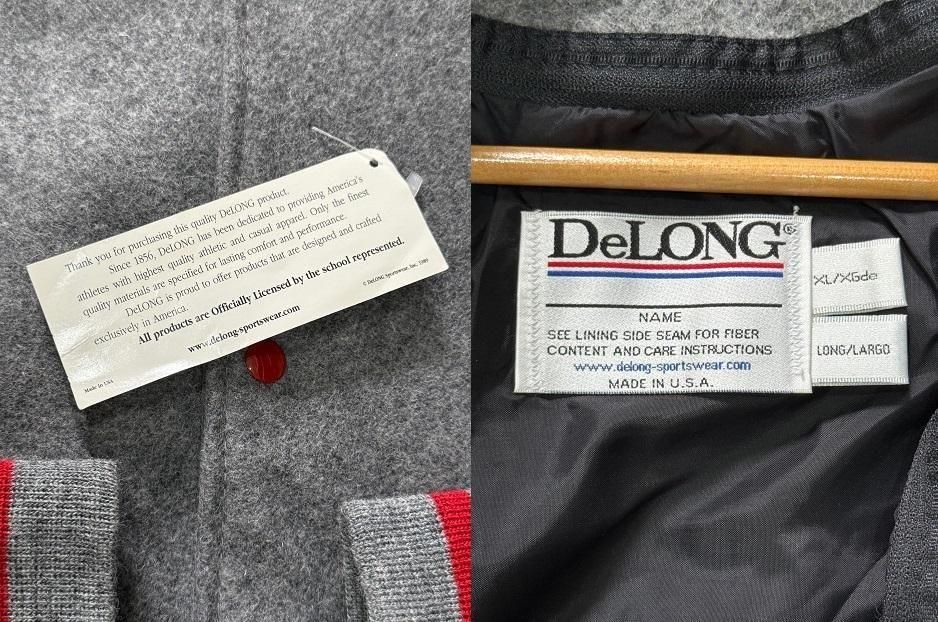 Thank you for purchasing this quality DeLONG product.
Since 1856, DeLONG has been dedicated to providing America's
athletes with highest quality athletic and casual apparel. Only the finest
quality materials are specified for lasting comfort and performance.
DeLONG is proud to offer products that are designed and crafted
exclusively in America.
All products are Officially Licensed by the school represented.
www.delong-sportswear.com
© DeLONG Sportswear, Inc. 1989
Made in USA
DeLONG®
NAME
SEE LINING SIDE SEAM FOR FIBER
CONTENT AND CARE INSTRUCTIONS
www.delong-sportswear.com
MADE IN U.S.A.
XL/XGde
LONG/LARGO